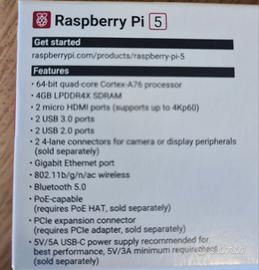 Raspberry Pi 5
Get started
raspberrypi.com/products/raspberry-pi-5
Features
• 64-bit quad-core Cortex-A76 processor
• 4GB LPDDR4X SDRAM
• 2 micro HDMI ports (supports up to 4Kp60)
• 2 USB 3.0 ports
• 2 USB 2.0 ports
• 2 4-lane connectors for camera or display peripherals
(sold separately)
• Gigabit Ethernet port
• 802.11b/g/n/ac wireless
• Bluetooth 5.0
• PoE-capable
(requires PoE HAT, sold separately)
• PCIe expansion connector
(requires PCIe adapter, sold separately)
• 5V/5A USB-C power supply recommended for
best performance, 5V/3A minimum requirement
(sold separately)